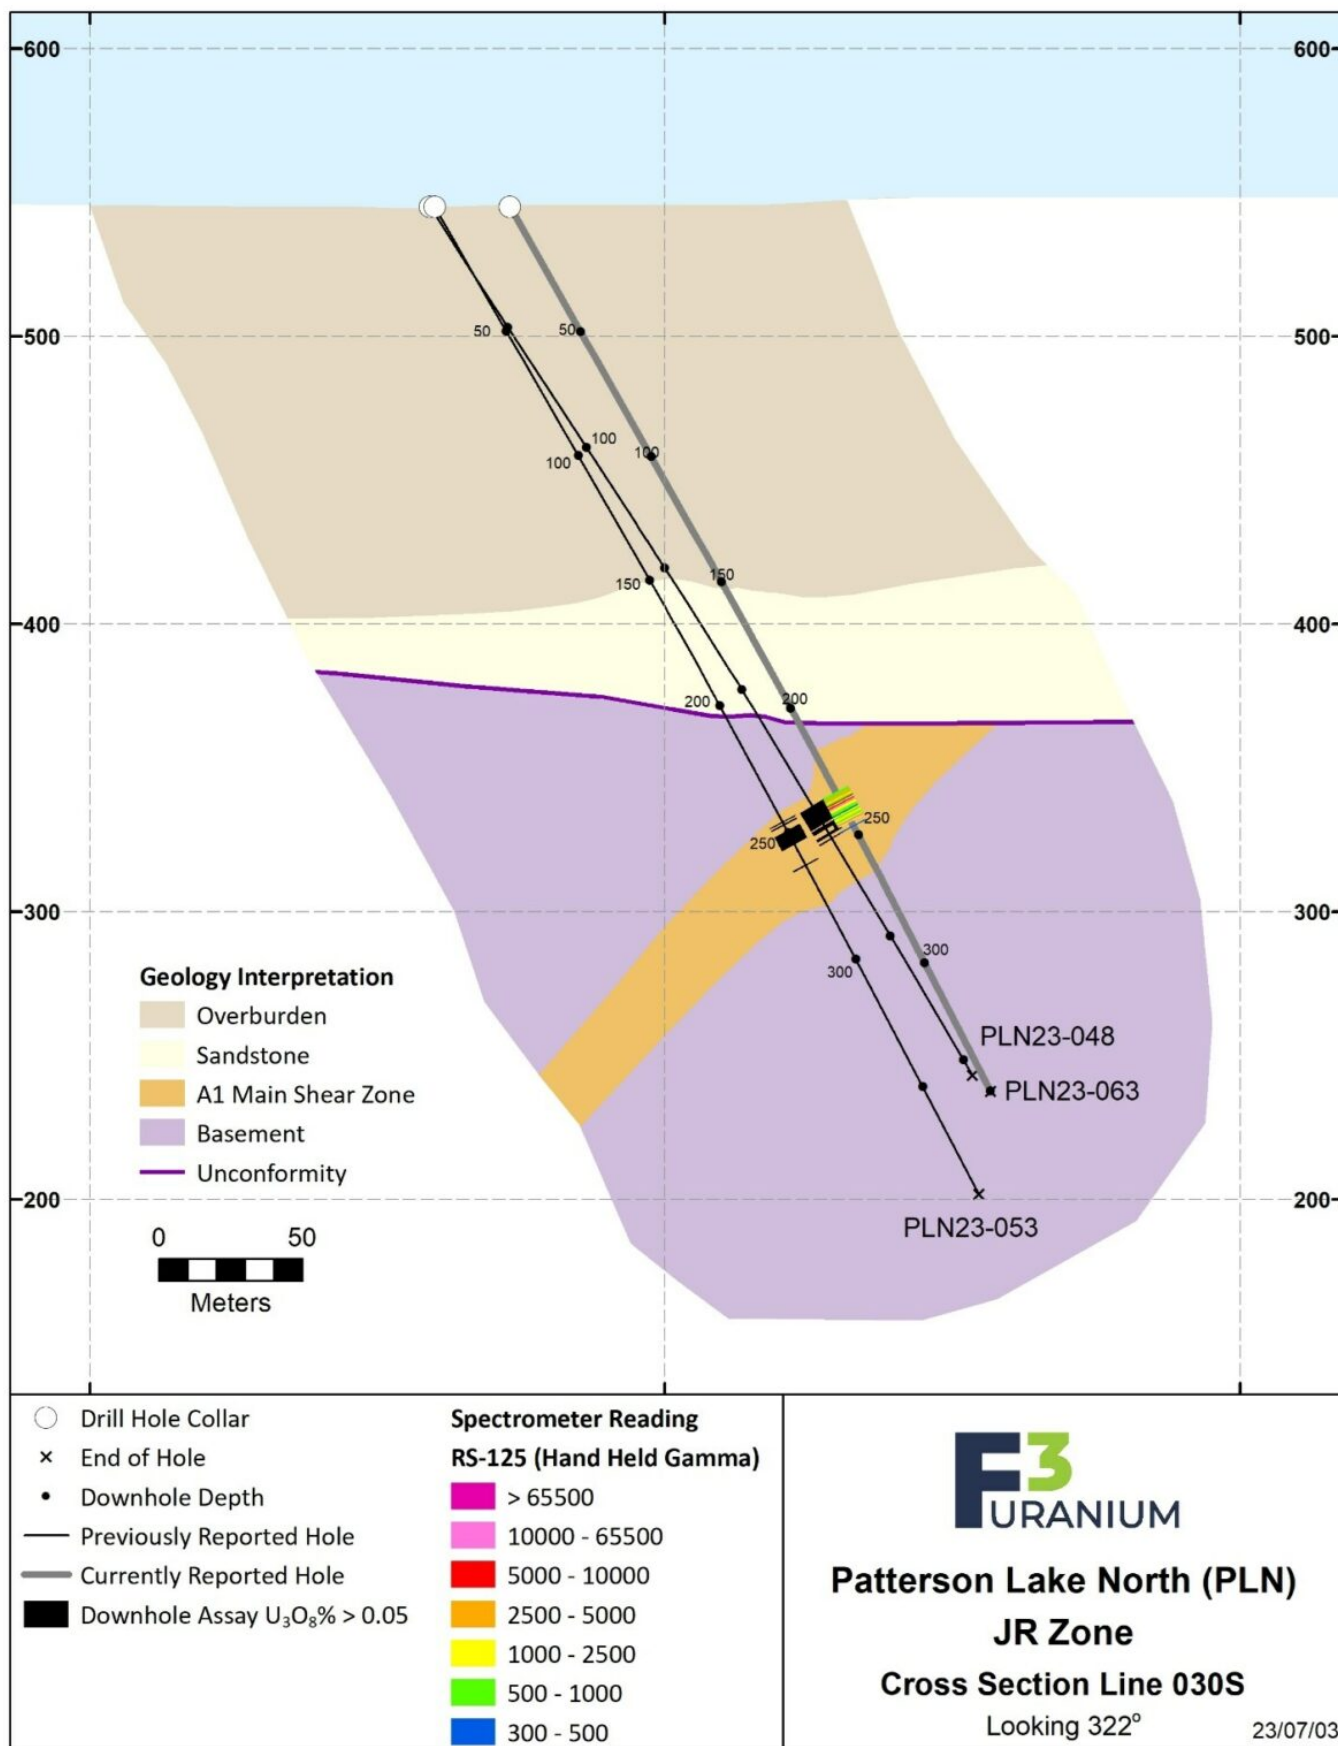 600 600
500 500
400 400
300 300
200 200
50 50
100 100 100
150 150
200 200
250 250
300 300
PLN23-048
PLN23-063
PLN23-053
Geology Interpretation
Overburden
Sandstone
A1 Main Shear Zone
Basement
Unconformity
0 50
Meters
Drill Hole Collar
End of Hole
Downhole Depth
Previously Reported Hole
Currently Reported Hole
Downhole Assay U₃O₈% > 0.05
Spectrometer Reading
RS-125 (Hand Held Gamma)
> 65500
10000 - 65500
5000 - 10000
2500 - 5000
1000 - 2500
500 - 1000
300 - 500
F3
URANIUM
Patterson Lake North (PLN)
JR Zone
Cross Section Line 030S
Looking 322°
23/07/03